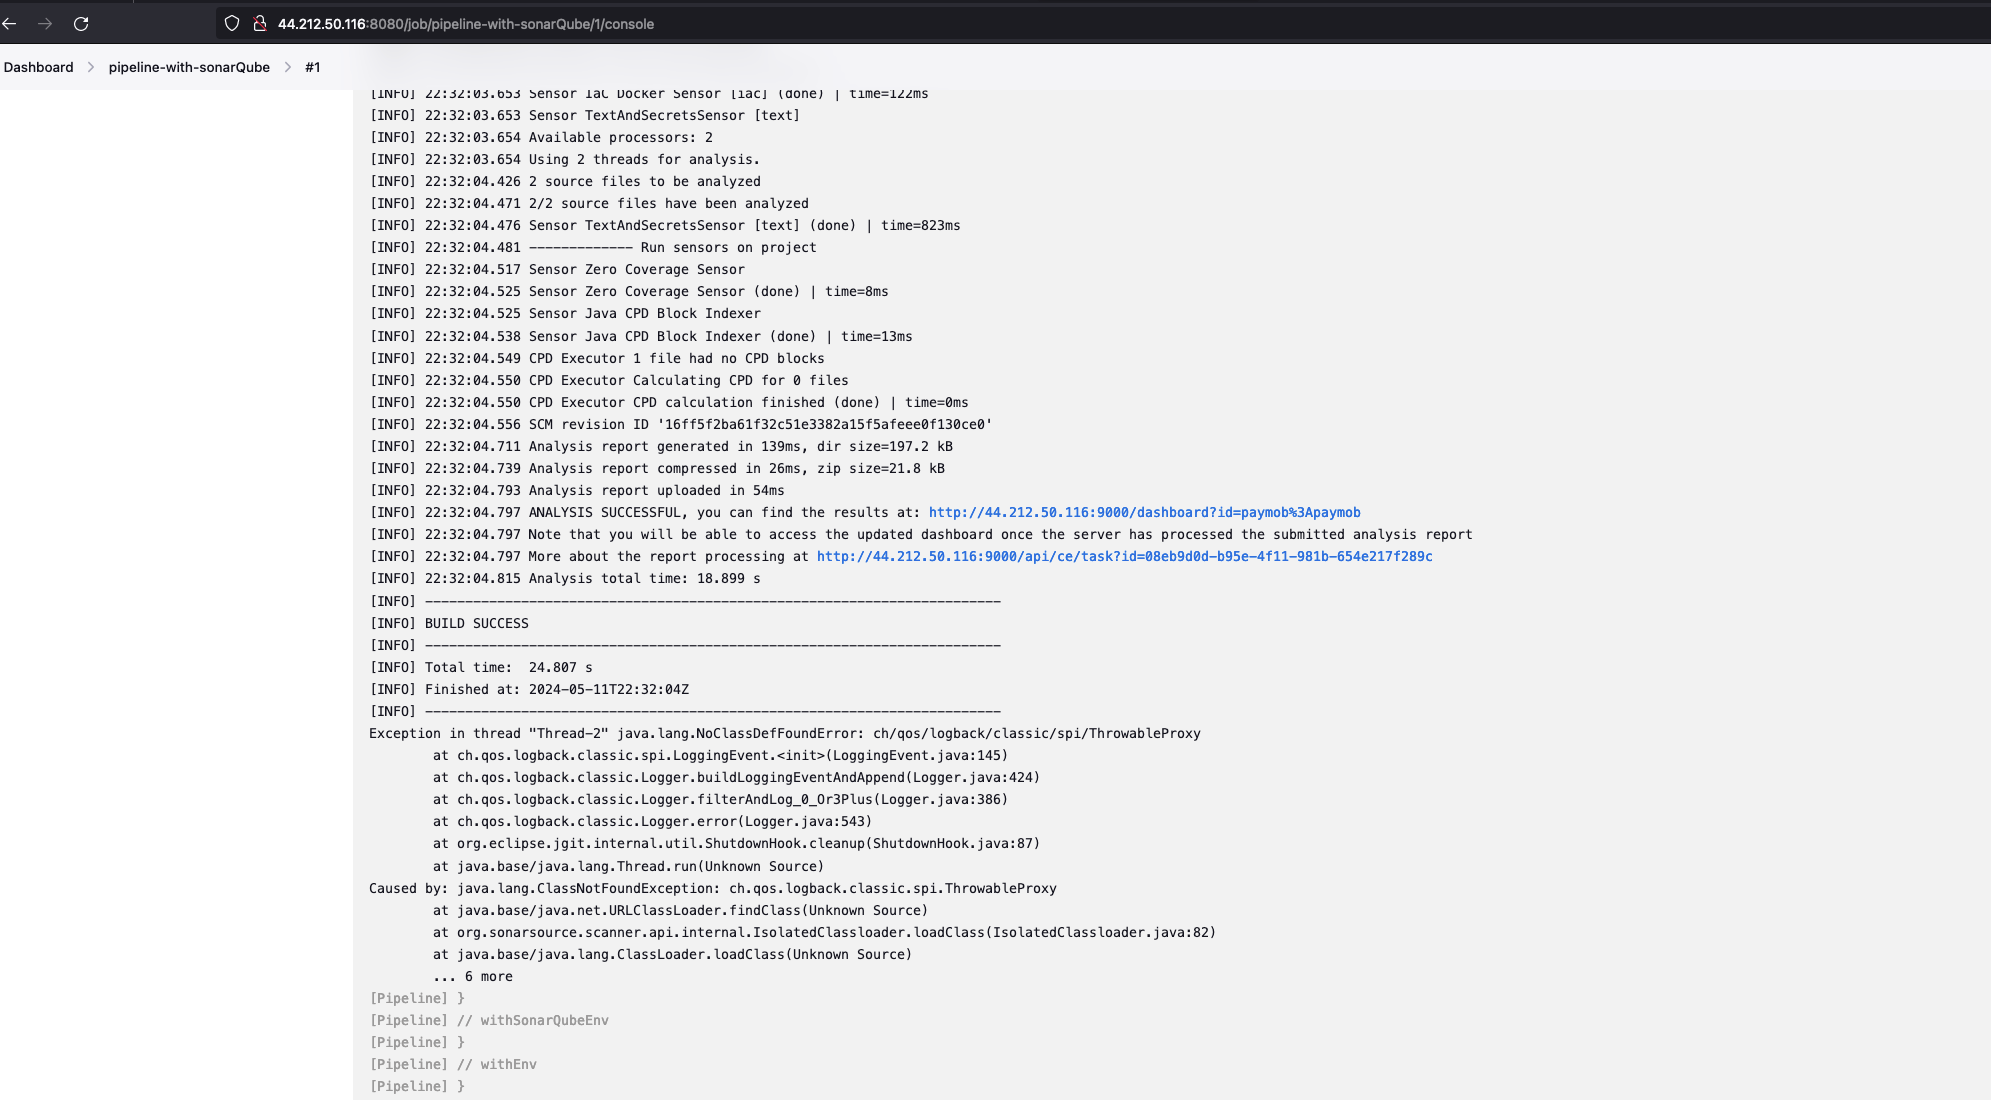 44.212.50.116:8080/job/pipeline-with-sonarQube/1/console
Dashboard > pipeline-with-sonarQube > #1
[INFO] 22:32:03.653 Sensor IaC Docker Sensor [iac] (done) | time=122ms
[INFO] 22:32:03.653 Sensor TextAndSecretsSensor [text]
[INFO] 22:32:03.654 Available processors: 2
[INFO] 22:32:03.654 Using 2 threads for analysis.
[INFO] 22:32:04.426 2 source files to be analyzed
[INFO] 22:32:04.471 2/2 source files have been analyzed
[INFO] 22:32:04.476 Sensor TextAndSecretsSensor [text] (done) | time=823ms
[INFO] 22:32:04.481 ------------- Run sensors on project
[INFO] 22:32:04.517 Sensor Zero Coverage Sensor
[INFO] 22:32:04.525 Sensor Zero Coverage Sensor (done) | time=8ms
[INFO] 22:32:04.525 Sensor Java CPD Block Indexer
[INFO] 22:32:04.538 Sensor Java CPD Block Indexer (done) | time=13ms
[INFO] 22:32:04.549 CPD Executor 1 file had no CPD blocks
[INFO] 22:32:04.550 CPD Executor Calculating CPD for 0 files
[INFO] 22:32:04.550 CPD Executor CPD calculation finished (done) | time=0ms
[INFO] 22:32:04.556 SCM revision ID '16ff5f2ba61f32c51e3382a15f5afeee0f130ce0'
[INFO] 22:32:04.711 Analysis report generated in 139ms, dir size=197.2 kB
[INFO] 22:32:04.739 Analysis report compressed in 26ms, zip size=21.8 kB
[INFO] 22:32:04.793 Analysis report uploaded in 54ms
[INFO] 22:32:04.797 ANALYSIS SUCCESSFUL, you can find the results at: http://44.212.50.116:9000/dashboard?id=paymob%3Apaymob
[INFO] 22:32:04.797 Note that you will be able to access the updated dashboard once the server has processed the submitted analysis report
[INFO] 22:32:04.797 More about the report processing at http://44.212.50.116:9000/api/ce/task?id=08eb9d0d-b95e-4f11-981b-654e217f289c
[INFO] 22:32:04.815 Analysis total time: 18.899 s
[INFO] ------------------------------------------------------------------------
[INFO] BUILD SUCCESS
[INFO] ------------------------------------------------------------------------
[INFO] Total time:  24.807 s
[INFO] Finished at: 2024-05-11T22:32:04Z
[INFO] ------------------------------------------------------------------------
Exception in thread "Thread-2" java.lang.NoClassDefFoundError: ch/qos/logback/classic/spi/ThrowableProxy
at ch.qos.logback.classic.spi.LoggingEvent.<init>(LoggingEvent.java:145)
at ch.qos.logback.classic.Logger.buildLoggingEventAndAppend(Logger.java:424)
at ch.qos.logback.classic.Logger.filterAndLog_0_Or3Plus(Logger.java:386)
at ch.qos.logback.classic.Logger.error(Logger.java:543)
at org.eclipse.jgit.internal.util.ShutdownHook.cleanup(ShutdownHook.java:87)
at java.base/java.lang.Thread.run(Unknown Source)
Caused by: java.lang.ClassNotFoundException: ch.qos.logback.classic.spi.ThrowableProxy
at java.base/java.net.URLClassLoader.findClass(Unknown Source)
at org.sonarsource.scanner.api.internal.IsolatedClassloader.loadClass(IsolatedClassloader.java:82)
at java.base/java.lang.ClassLoader.loadClass(Unknown Source)
... 6 more
[Pipeline] }
[Pipeline] // withSonarQubeEnv
[Pipeline] }
[Pipeline] // withEnv
[Pipeline] }